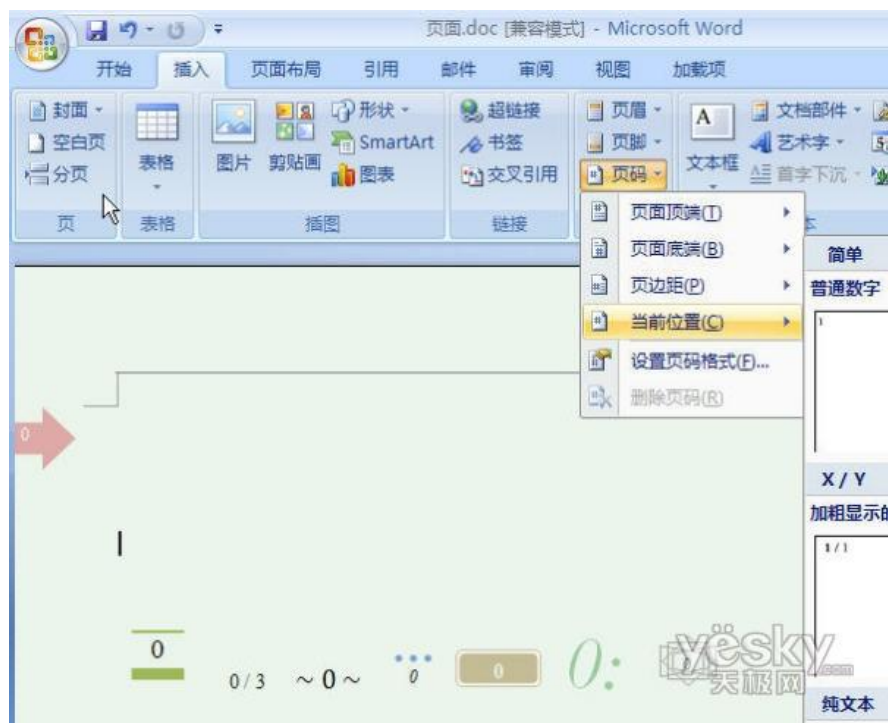 页面.doc [兼容模式] - Microsoft Word
开始 插入 页面布局 引用 邮件 审阅 视图 加载项
封面 形状 超链接 页眉 A 文档部件
空白页 SmartArt 书签 页脚 艺术字
分页 表格 图片 剪贴画 图表 交叉引用 页码 文本框 首字下沉
页 表格 插图 链接
页面顶端(T)
页面底端(B)
页边距(P)
当前位置(C)
设置页码格式(F)...
删除页码(R)
简单
普通数字
1
X / Y
加粗显示的
1 / 1
纯文本
0
0
0 / 3
~ 0 ~
0
0
0:
yesky.com
天极网